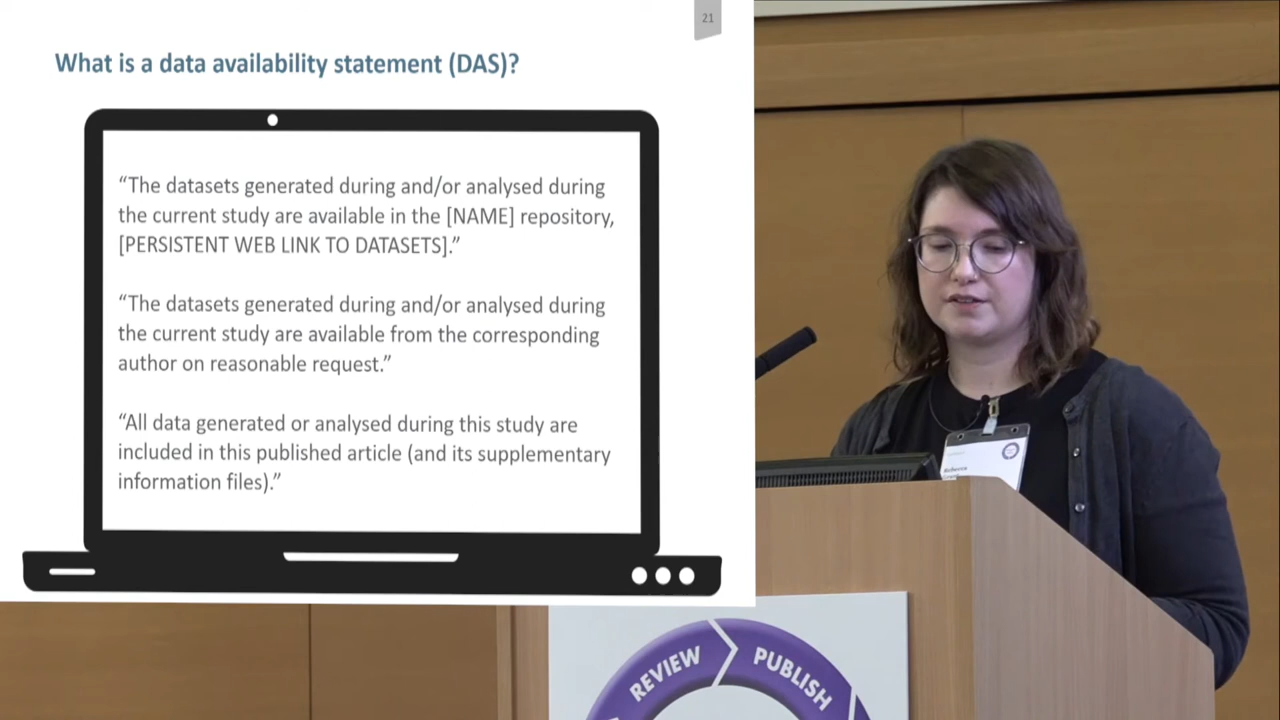 21
What is a data availability statement (DAS)?
“The datasets generated during and/or analysed during
the current study are available in the [NAME] repository,
[PERSISTENT WEB LINK TO DATASETS].”
“The datasets generated during and/or analysed during
the current study are available from the corresponding
author on reasonable request.”
“All data generated or analysed during this study are
included in this published article (and its supplementary
information files).”
Rebecca
REVIEW
PUBLISH